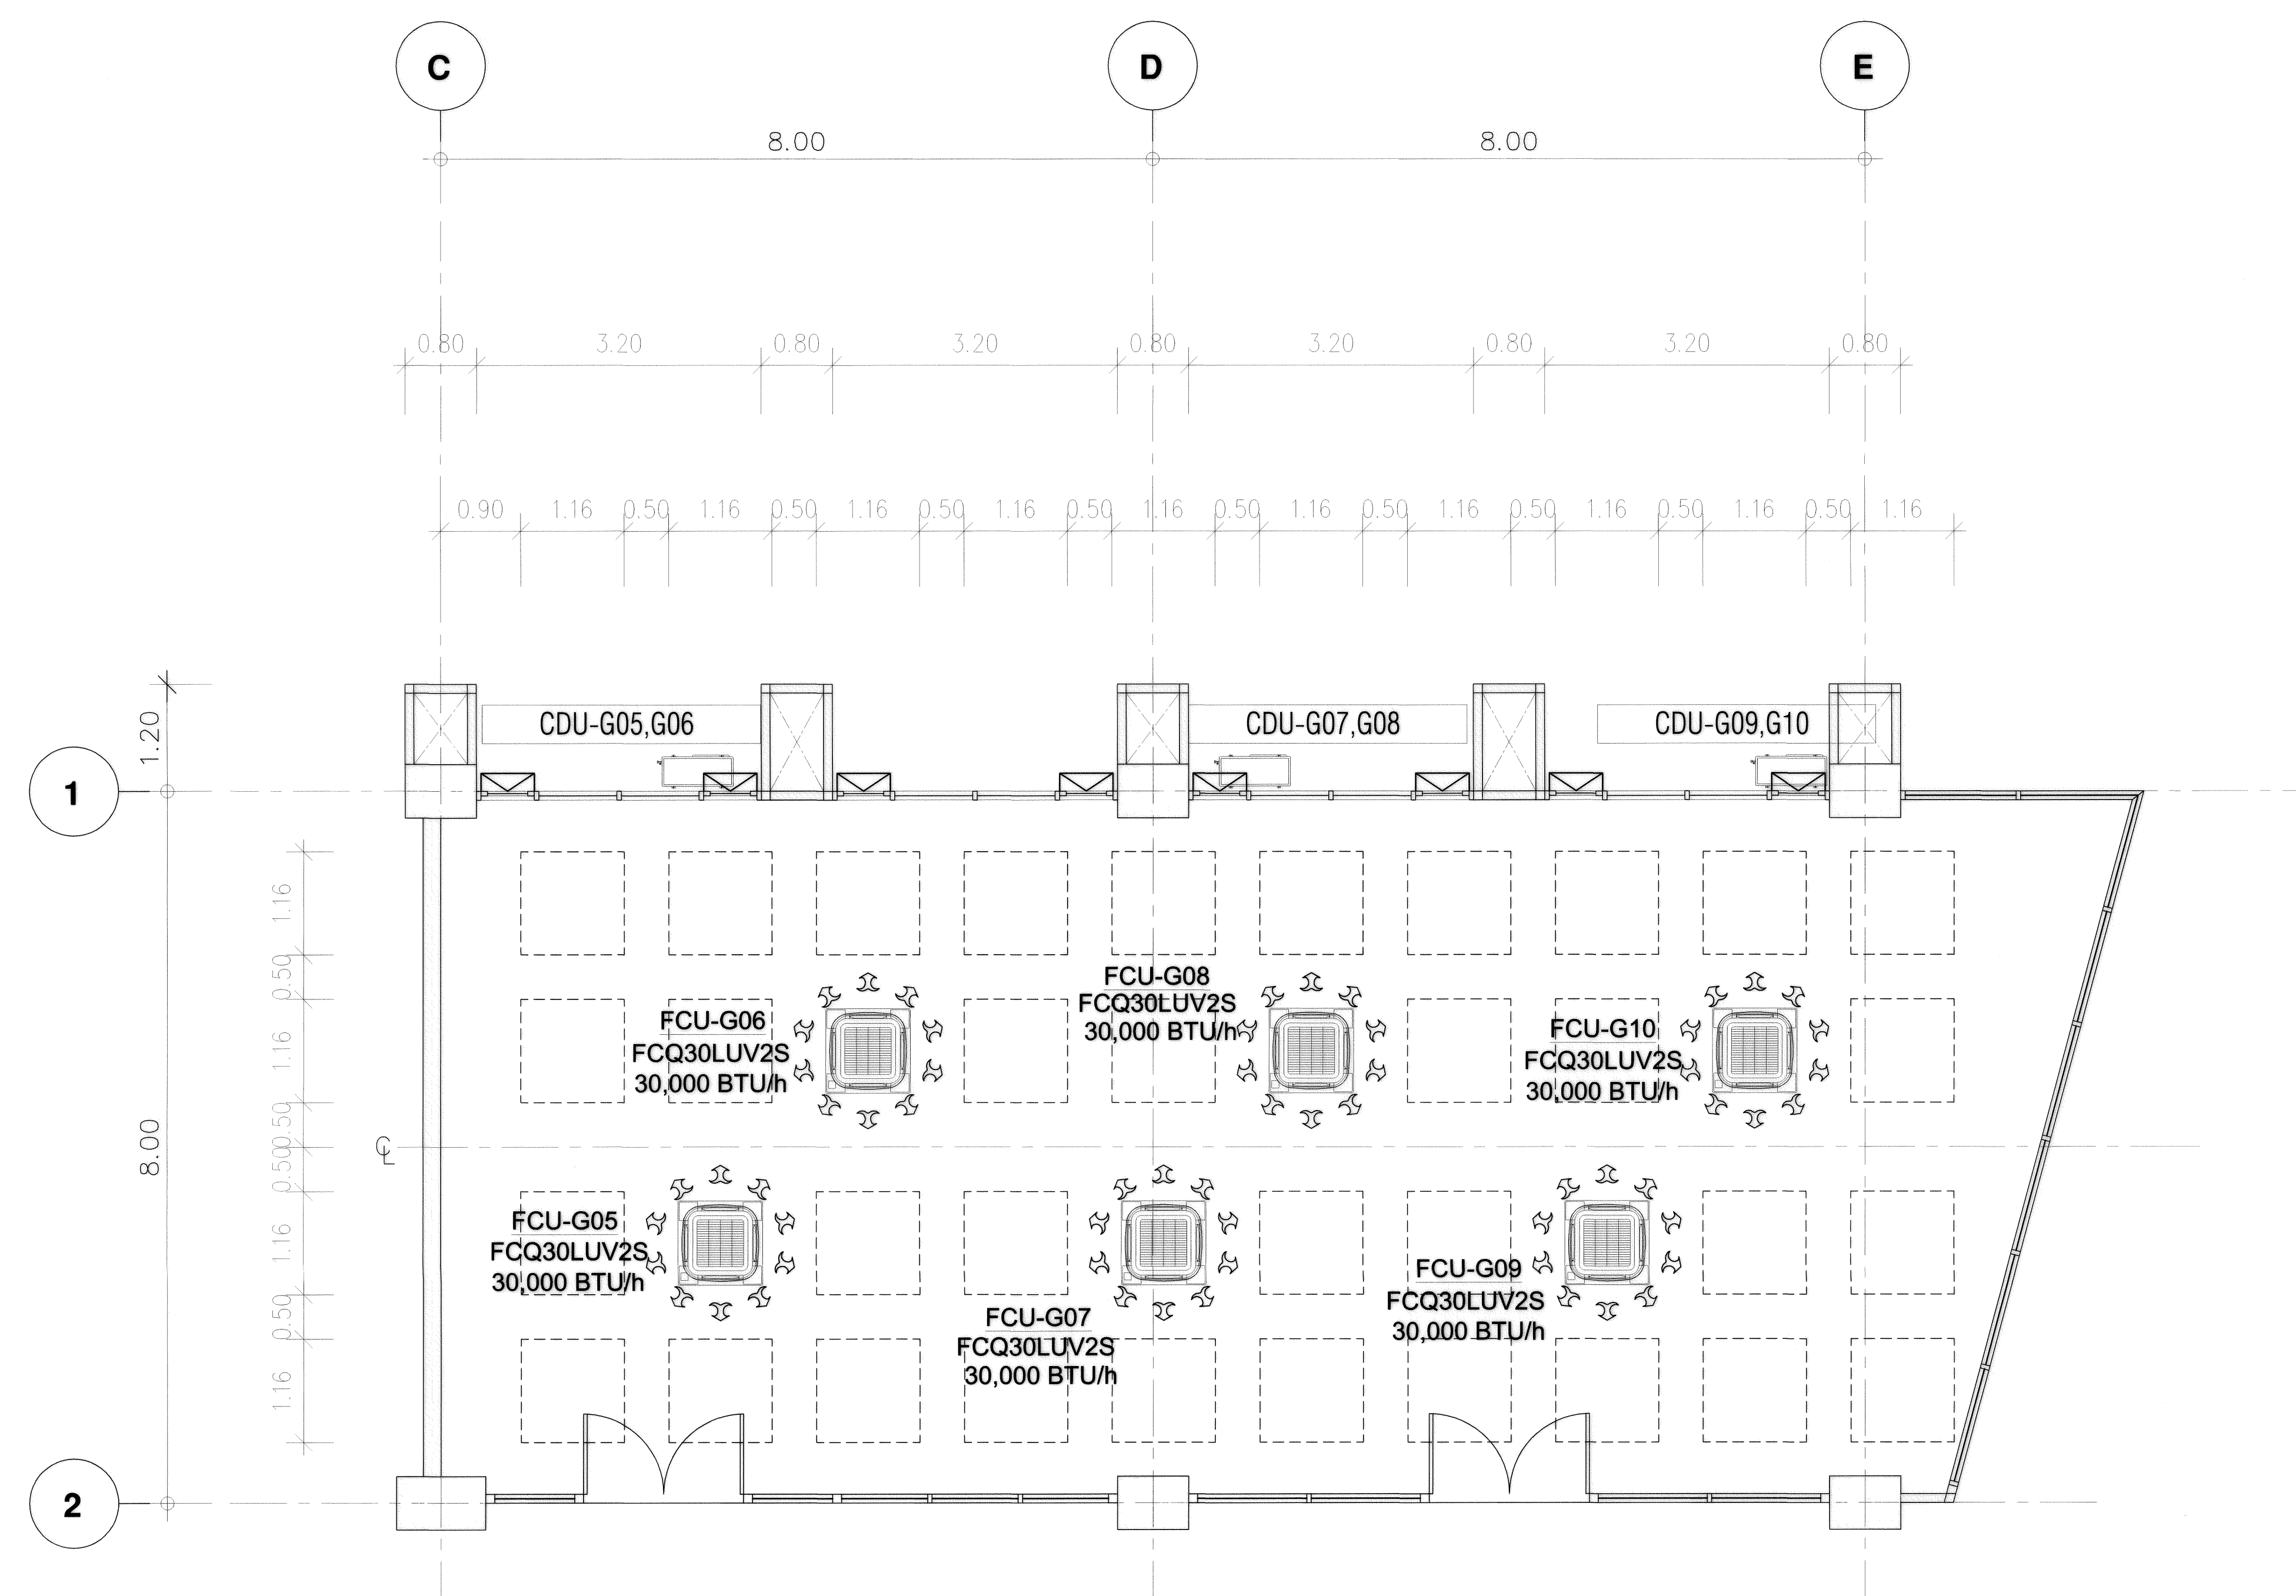 C D E
8.00 8.00
0.80 3.20 0.80 3.20 0.80 3.20 0.80 3.20 0.80
0.90 1.16 0.50 1.16 0.50 1.16 0.50 1.16 0.50 1.16 0.50 1.16 0.50 1.16 0.50 1.16 0.50 1.16 0.50 1.16
1.20
CDU-G05,G06 CDU-G07,G08 CDU-G09,G10
1
1.16
0.50
1.16
0.50
0.50
1.16
0.50
1.16
8.00
FCU-G06
FCQ30LUV2S
30,000 BTU/h
FCU-G08
FCQ30LUV2S
30,000 BTU/h
FCU-G10
FCQ30LUV2S
30,000 BTU/h
CL
FCU-G05
FCQ30LUV2S
30,000 BTU/h
FCU-G07
FCQ30LUV2S
30,000 BTU/h
FCU-G09
FCQ30LUV2S
30,000 BTU/h
2